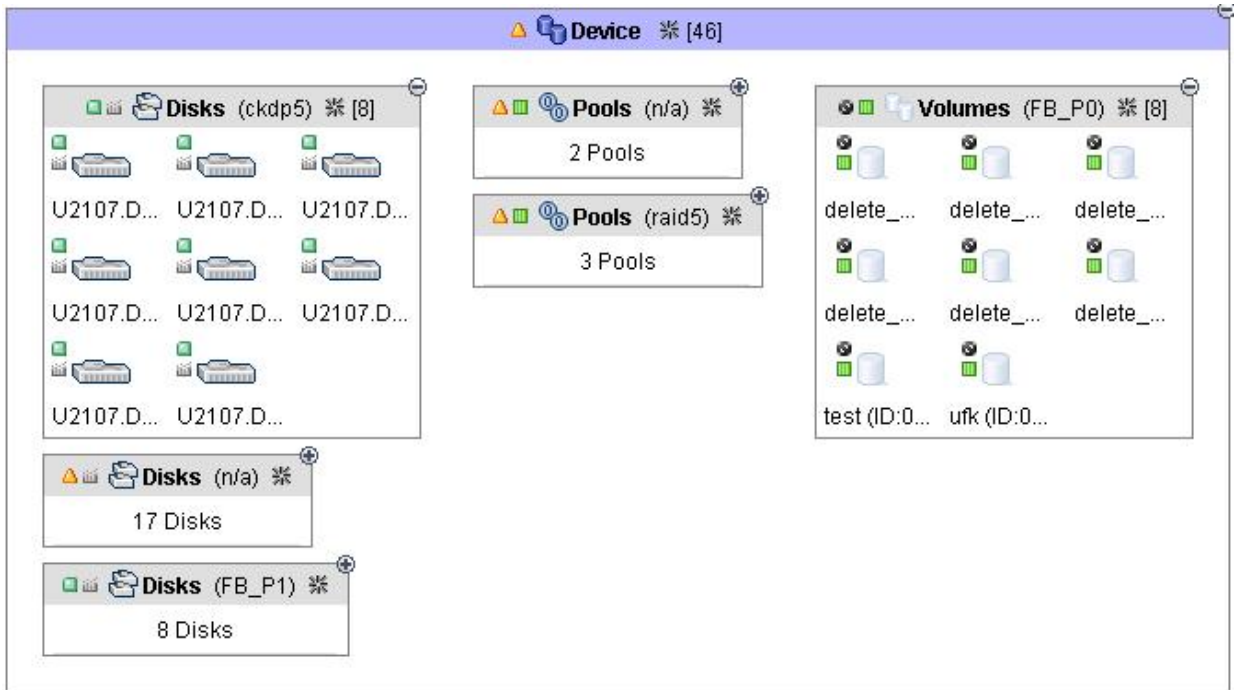 Device [46]
Disks (ckdp5) [8]
U2107.D... U2107.D... U2107.D...
U2107.D... U2107.D... U2107.D...
U2107.D... U2107.D...
Disks (n/a)
17 Disks
Disks (FB_P1)
8 Disks
Pools (n/a)
2 Pools
Pools (raid5)
3 Pools
Volumes (FB_P0) [8]
delete_... delete_... delete_...
delete_... delete_... delete_...
test (ID:0... ufk (ID:0...